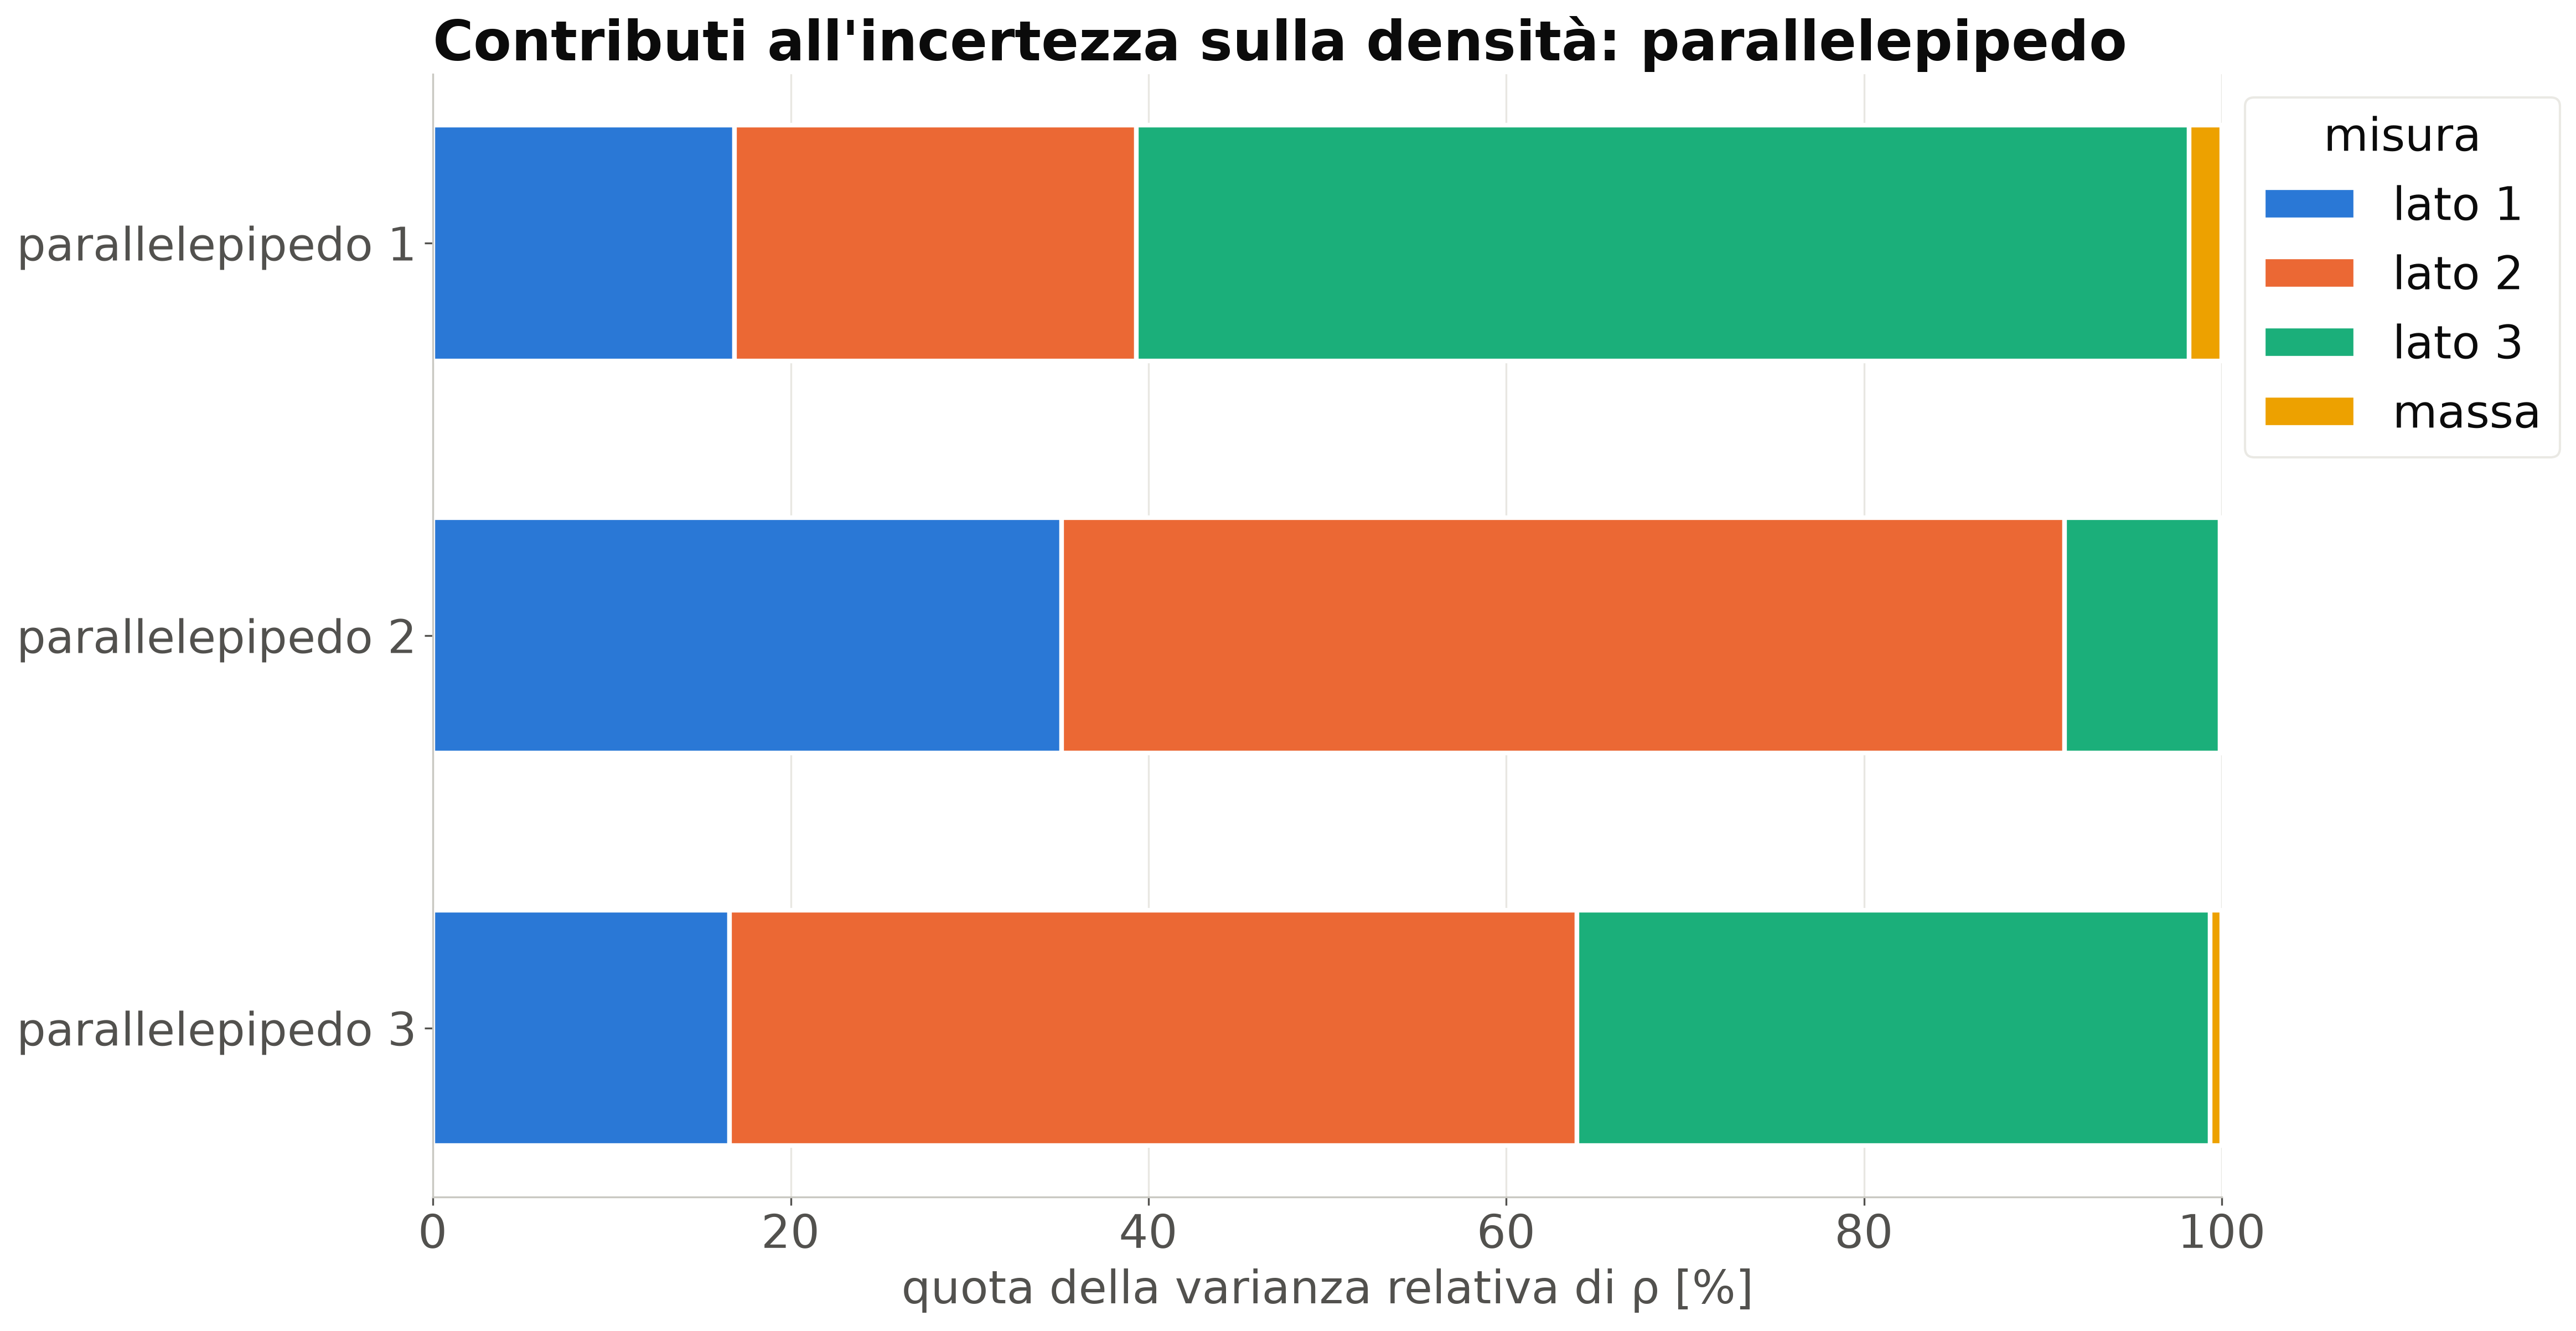 Contributi all'incertezza sulla densità: parallelepipedo
misura
lato 1
lato 2
lato 3
massa
parallelepipedo 1
parallelepipedo 2
parallelepipedo 3
0 20 40 60 80 100
quota della varianza relativa di ρ [%]